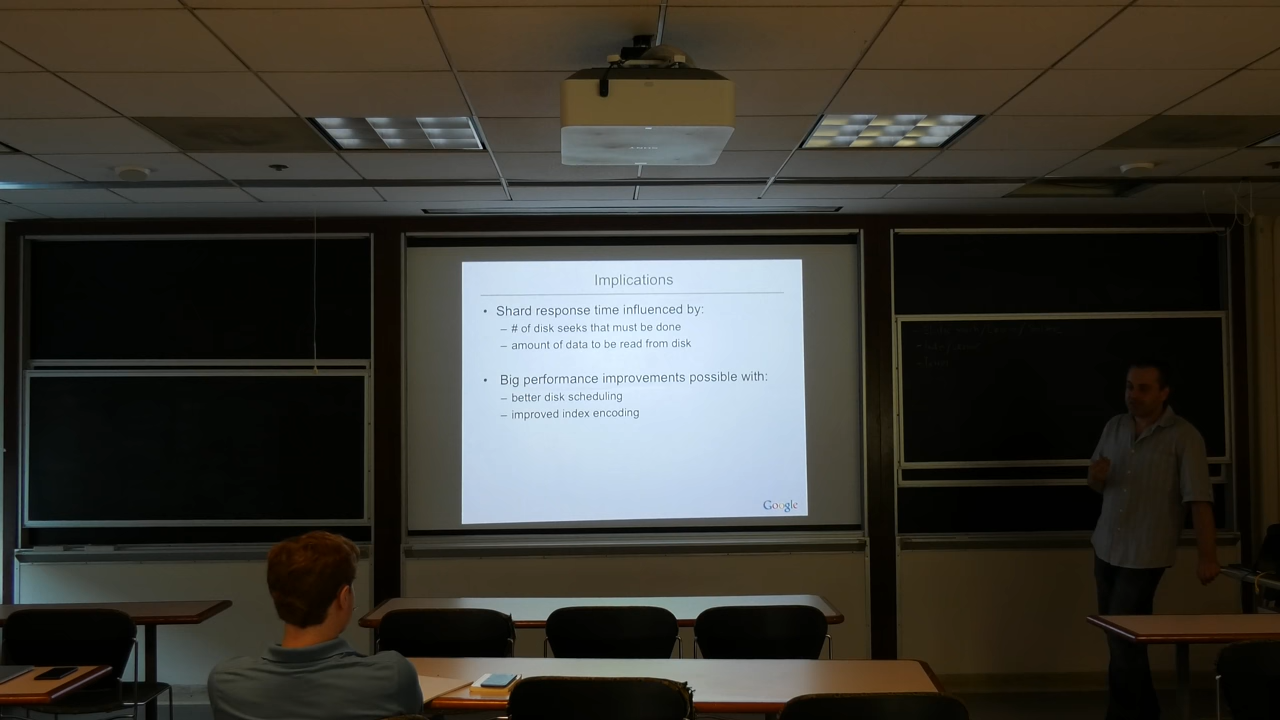 Implications
• Shard response time influenced by:
– # of disk seeks that must be done
– amount of data to be read from disk
• Big performance improvements possible with:
– better disk scheduling
– improved index encoding
Google